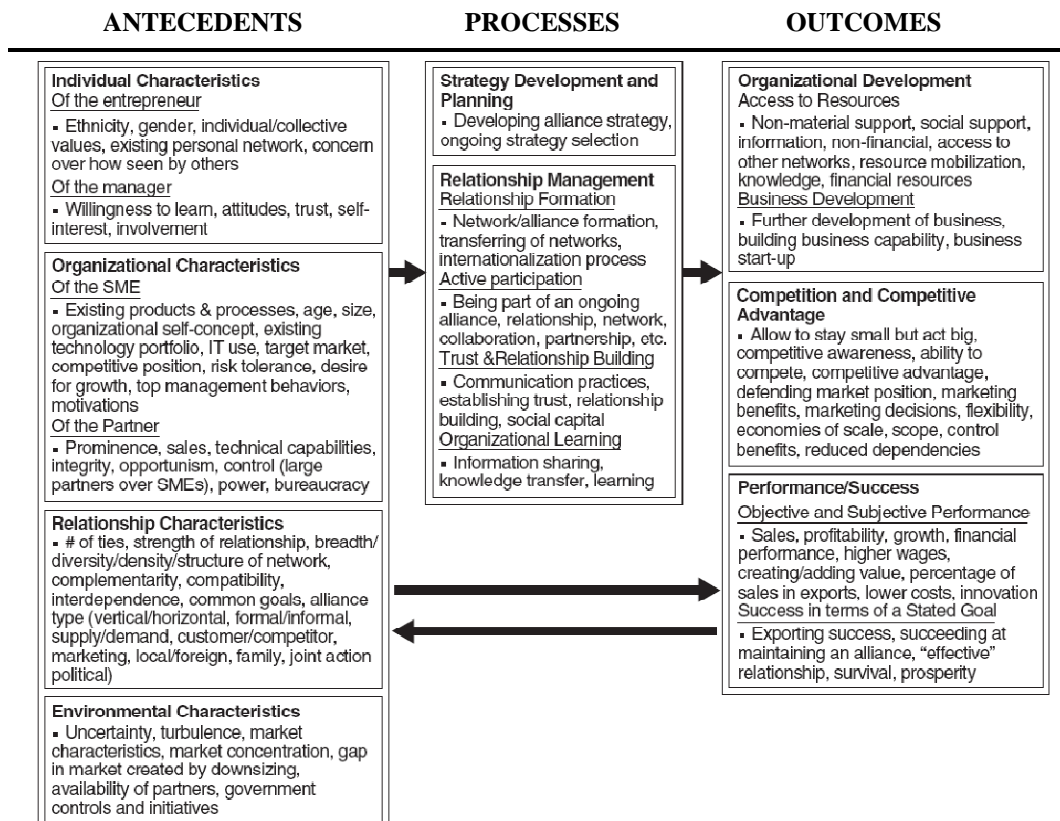 ANTECEDENTS
PROCESSES
OUTCOMES
Individual Characteristics
Of the entrepreneur
▪ Ethnicity, gender, individual/collective
values, existing personal network, concern
over how seen by others
Of the manager
▪ Willingness to learn, attitudes, trust, self-
interest, involvement
Organizational Characteristics
Of the SME
▪ Existing products & processes, age, size,
organizational self-concept, existing
technology portfolio, IT use, target market,
competitive position, risk tolerance, desire
for growth, top management behaviors,
motivations
Of the Partner
▪ Prominence, sales, technical capabilities,
integrity, opportunism, control (large
partners over SMEs), power, bureaucracy
Relationship Characteristics
▪ # of ties, strength of relationship, breadth/
diversity/density/structure of network,
complementarity, compatibility,
interdependence, common goals, alliance
type (vertical/horizontal, formal/informal,
supply/demand, customer/competitor,
marketing, local/foreign, family, joint action
political)
Environmental Characteristics
▪ Uncertainty, turbulence, market
characteristics, market concentration, gap
in market created by downsizing,
availability of partners, government
controls and initiatives
Strategy Development and
Planning
▪ Developing alliance strategy,
ongoing strategy selection
Relationship Management
Relationship Formation
▪ Network/alliance formation,
transferring of networks,
internationalization process
Active participation
▪ Being part of an ongoing
alliance, relationship, network,
collaboration, partnership, etc.
Trust &Relationship Building
▪ Communication practices,
establishing trust, relationship
building, social capital
Organizational Learning
▪ Information sharing,
knowledge transfer, learning
Organizational Development
Access to Resources
▪ Non-material support, social support,
information, non-financial, access to
other networks, resource mobilization,
knowledge, financial resources
Business Development
▪ Further development of business,
building business capability, business
start-up
Competition and Competitive
Advantage
▪ Allow to stay small but act big,
competitive awareness, ability to
compete, competitive advantage,
defending market position, marketing
benefits, marketing decisions, flexibility,
economies of scale, scope, control
benefits, reduced dependencies
Performance/Success
Objective and Subjective Performance
▪ Sales, profitability, growth, financial
performance, higher wages,
creating/adding value, percentage of
sales in exports, lower costs, innovation
Success in terms of a Stated Goal
▪ Exporting success, succeeding at
maintaining an alliance, “effective”
relationship, survival, prosperity